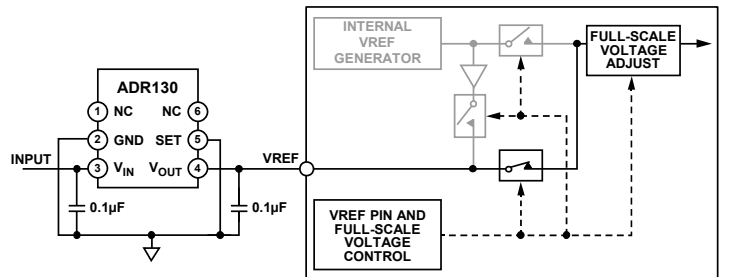 INTERNAL
VREF
GENERATOR
FULL-SCALE
VOLTAGE
ADJUST
ADR130
1 NC
NC 6
2 GND
SET 5
INPUT
3 VIN
VOUT 4
VREF
0.1µF
0.1µF
VREF PIN AND
FULL-SCALE
VOLTAGE
CONTROL